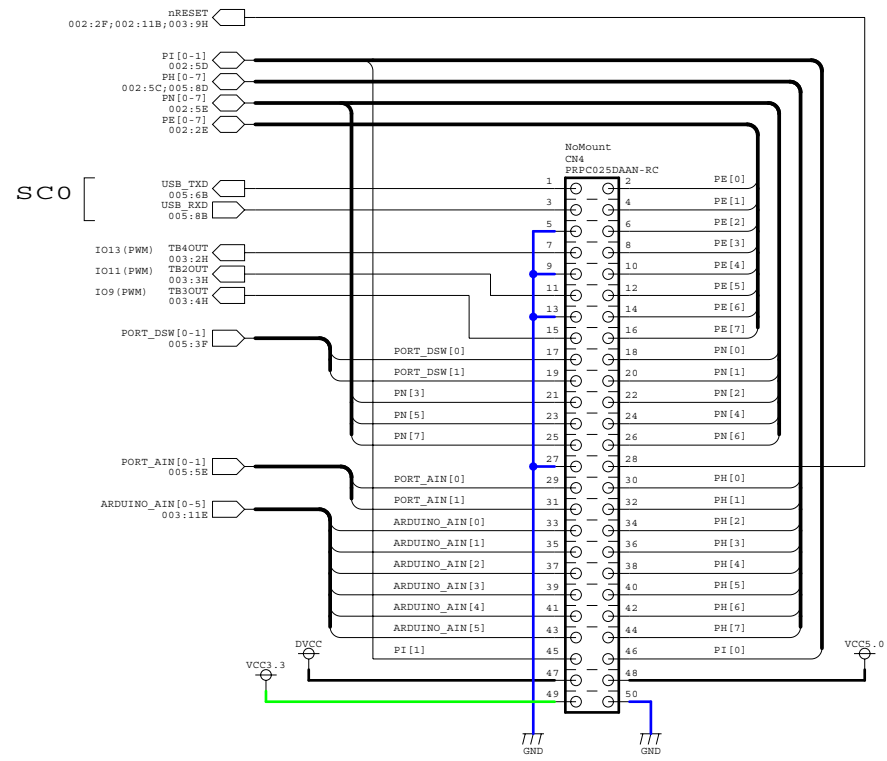 nRESET
002:2F;002:11B;003:9H
PI[0-1]
002:5D
PH[0-7]
002:5C;005:8D
PN[0-7]
002:5E
PE[0-7]
002:2E
NoMount
CN4
PRPC025DAAN-RC
SC0
USB_TXD
005:6B
1 2 PE[0]
USB_RXD
005:8B
3 4 PE[1]
5 6 PE[2]
IO13(PWM) TB4OUT
003:2H
7 8 PE[3]
IO11(PWM) TB2OUT
003:3H
9 10 PE[4]
IO9(PWM) TB3OUT
003:4H
11 12 PE[5]
13 14 PE[6]
PORT_DSW[0-1]
005:3F
15 16 PE[7]
PORT_DSW[0] 17 18 PN[0]
PORT_DSW[1] 19 20 PN[1]
PN[3] 21 22 PN[2]
PN[5] 23 24 PN[4]
PN[7] 25 26 PN[6]
PORT_AIN[0-1]
005:5E
27 28
PORT_AIN[0] 29 30 PH[0]
ARDUINO_AIN[0-5]
003:11E
PORT_AIN[1] 31 32 PH[1]
ARDUINO_AIN[0] 33 34 PH[2]
ARDUINO_AIN[1] 35 36 PH[3]
ARDUINO_AIN[2] 37 38 PH[4]
ARDUINO_AIN[3] 39 40 PH[5]
ARDUINO_AIN[4] 41 42 PH[6]
ARDUINO_AIN[5] 43 44 PH[7]
DVCC
PI[1] 45 46 PI[0]
VCC5.0
VCC3.3
47 48
49 50
GND
GND